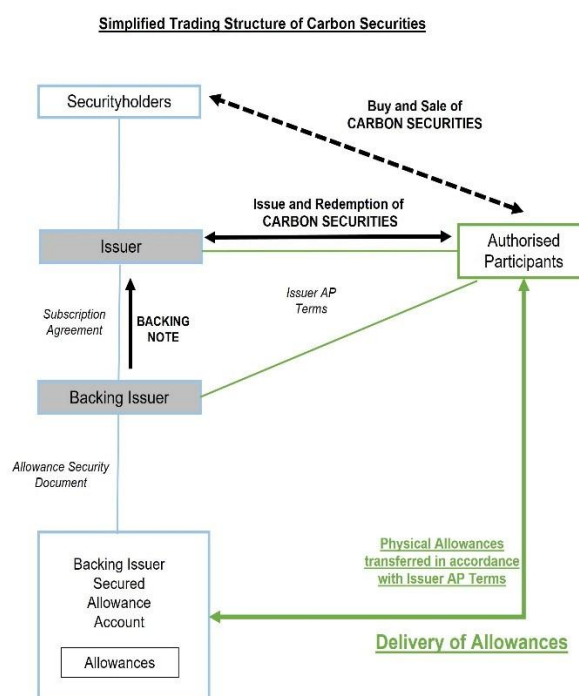 Simplified Trading Structure of Carbon Securities
Securityholders
Buy and Sale of
CARBON SECURITIES
Issue and Redemption of
CARBON SECURITIES
Issuer
Authorised
Participants
Issuer AP
Terms
Subscription
Agreement
BACKING
NOTE
Backing Issuer
Allowance Security
Document
Physical Allowances
transferred in accordance
with Issuer AP Terms
Backing Issuer
Secured
Allowance
Account
Allowances
Delivery of Allowances